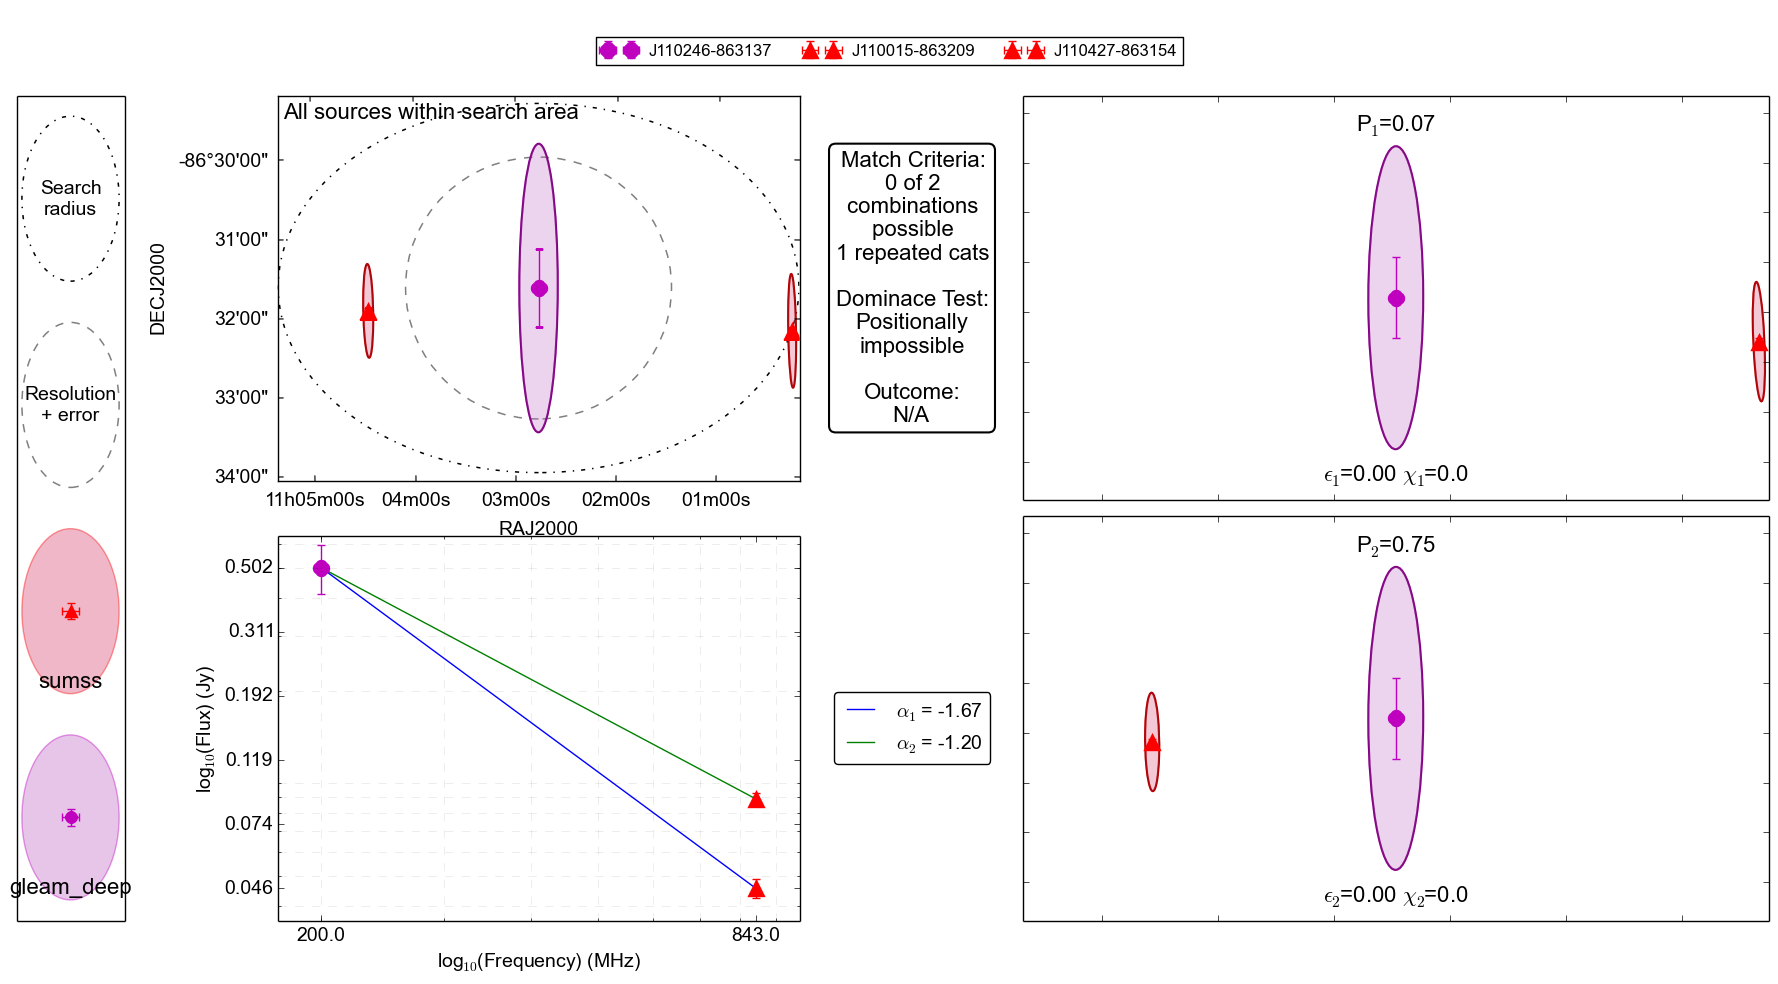 J110246-863137 J110015-863209 J110427-863154
Search
radius
Resolution
+ error
sumss
gleam_deep
All sources within search area
DECJ2000
-86°30'00"
31'00"
32'00"
33'00"
34'00"
11h05m00s 04m00s 03m00s 02m00s 01m00s
RAJ2000
Match Criteria:
0 of 2
combinations
possible
1 repeated cats
Dominace Test:
Positionally
impossible
Outcome:
N/A
P1=0.07
ϵ1=0.00 χ1=0.0
log10(Flux) (Jy)
0.502
0.311
0.192
0.119
0.074
0.046
200.0 843.0
log10(Frequency) (MHz)
α1 = -1.67
α2 = -1.20
P2=0.75
ϵ2=0.00 χ2=0.0